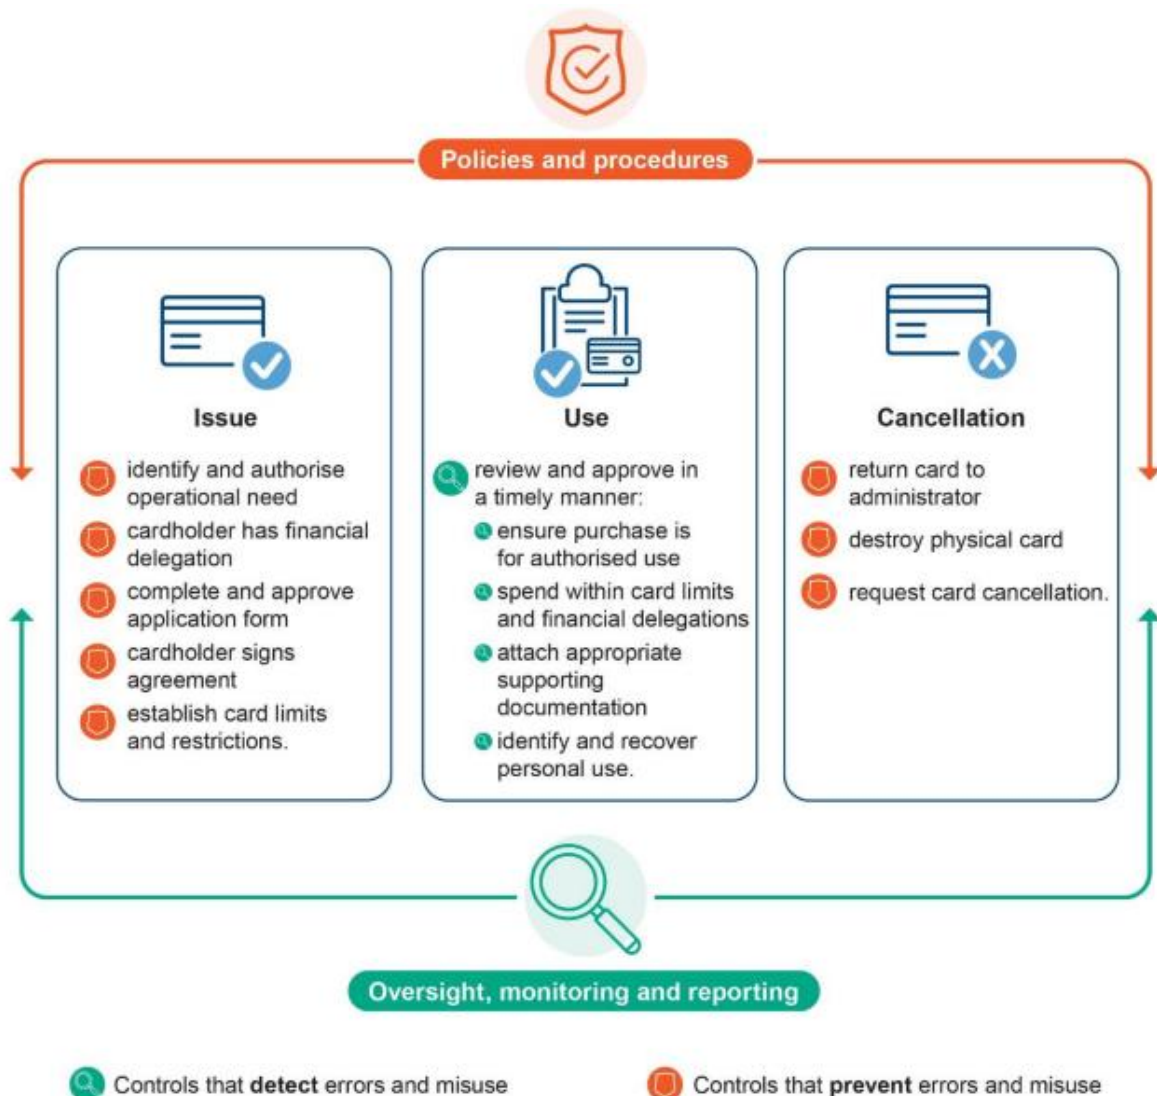 Policies and procedures
Issue
identify and authorise
operational need
cardholder has financial
delegation
complete and approve
application form
cardholder signs
agreement
establish card limits
and restrictions.
Use
review and approve in
a timely manner:
ensure purchase is
for authorised use
spend within card limits
and financial delegations
attach appropriate
supporting
documentation
identify and recover
personal use.
Cancellation
return card to
administrator
destroy physical card
request card cancellation.
Oversight, monitoring and reporting
Controls that detect errors and misuse
Controls that prevent errors and misuse